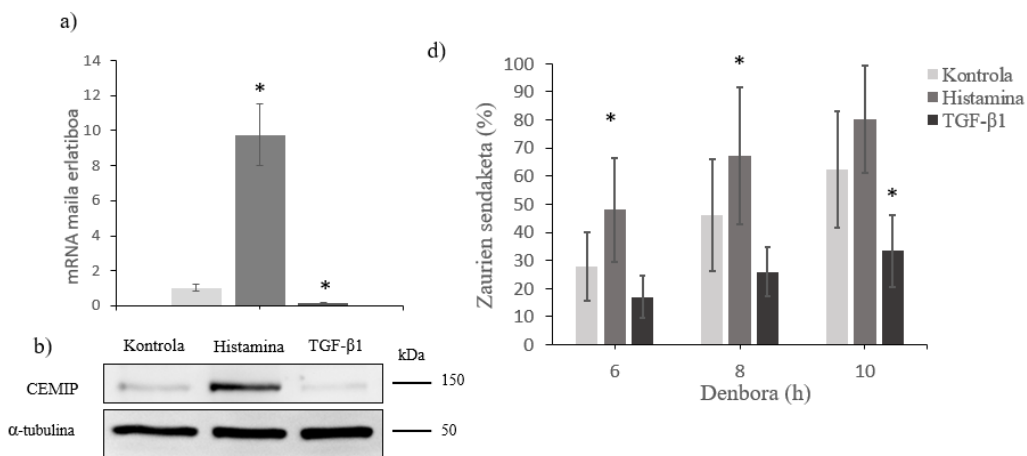 a)
14
12
10
8
6
4
2
0
mRNA maila erlatiboa
*
*
b)
Kontrola Histamina TGF-β1 kDa
CEMIP 150
α-tubulina 50
d)
100
90
80
70
60
50
40
30
20
10
0
Zaurien sendaketa (%)
*
*
*
Kontrola
Histamina
TGF-β1
6 8 10
Denbora (h)